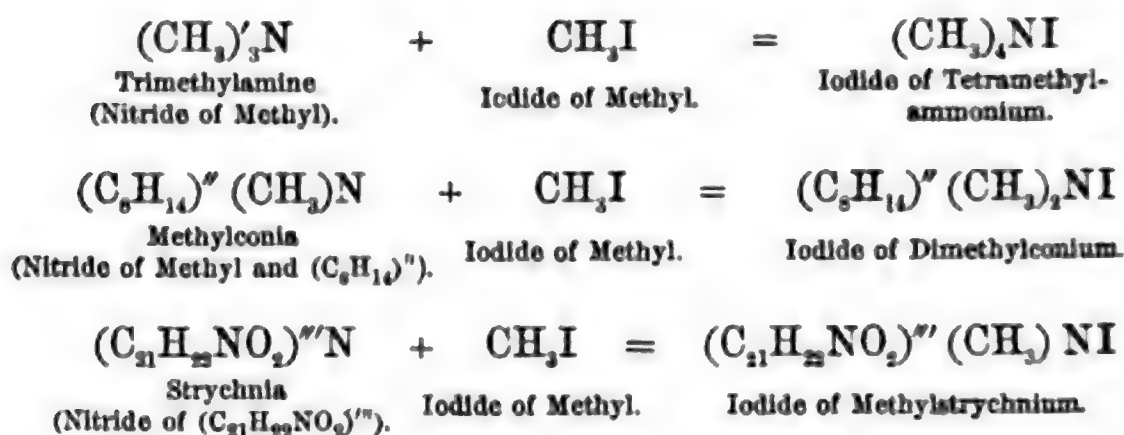 (CH₃)′₃N + CH₃I = (CH₃)₄NI
Trimethylamine
(Nitride of Methyl).
Iodide of Methyl.
Iodide of Tetramethyl-
ammonium.
(C₈H₁₄)″ (CH₃)N + CH₃I = (C₈H₁₄)″ (CH₃)₂NI
Methylconia
(Nitride of Methyl and (C₈H₁₄)″).
Iodide of Methyl.
Iodide of Dimethylconium.
(C₂₁H₂₂NO₂)‴N + CH₃I = (C₂₁H₂₂NO₂)‴ (CH₃) NI
Strychnia
(Nitride of (C₂₁H₂₂NO₂)‴).
Iodide of Methyl.
Iodide of Methylstrychnium.